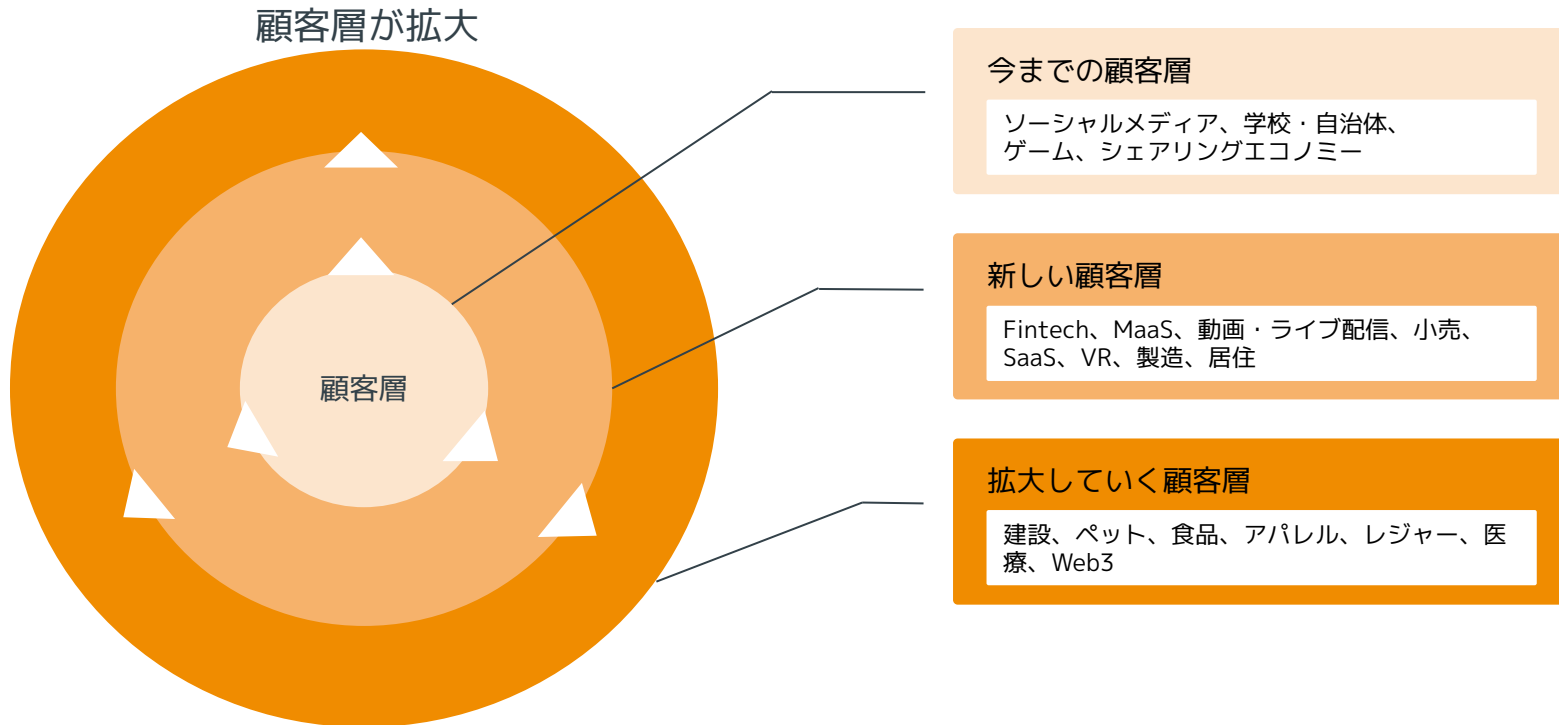 顧客層が拡大
顧客層
今までの顧客層
ソーシャルメディア、学校・自治体、
ゲーム、シェアリングエコノミー
新しい顧客層
Fintech、MaaS、動画・ライブ配信、小売、
SaaS、VR、製造、居住
拡大していく顧客層
建設、ペット、食品、アパレル、レジャー、医
療、Web3